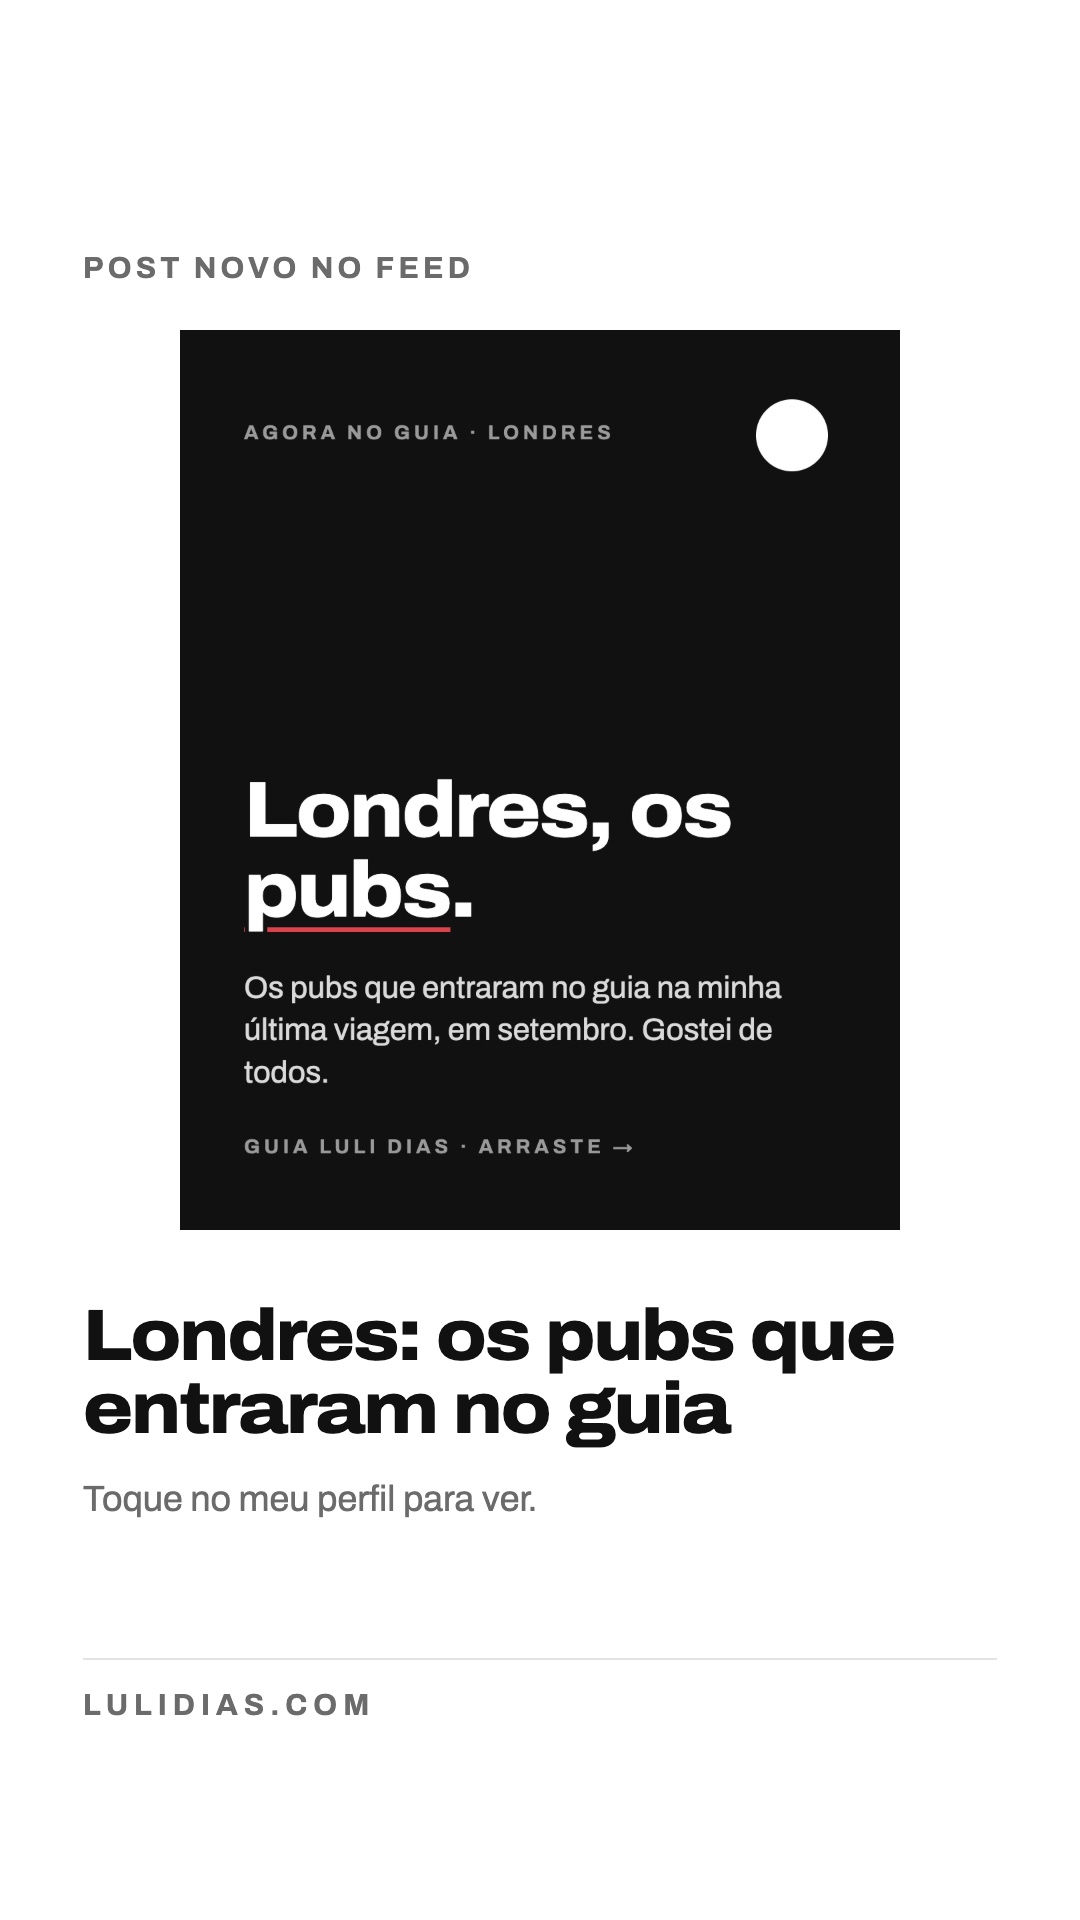 POST NOVO NO FEED
AGORA NO GUIA · LONDRES
Londres, os
pubs.
Os pubs que entraram no guia na minha
última viagem, em setembro. Gostei de
todos.
GUIA LULI DIAS · ARRASTE →
Londres: os pubs que
entraram no guia
Toque no meu perfil para ver.
LULIDIAS.COM